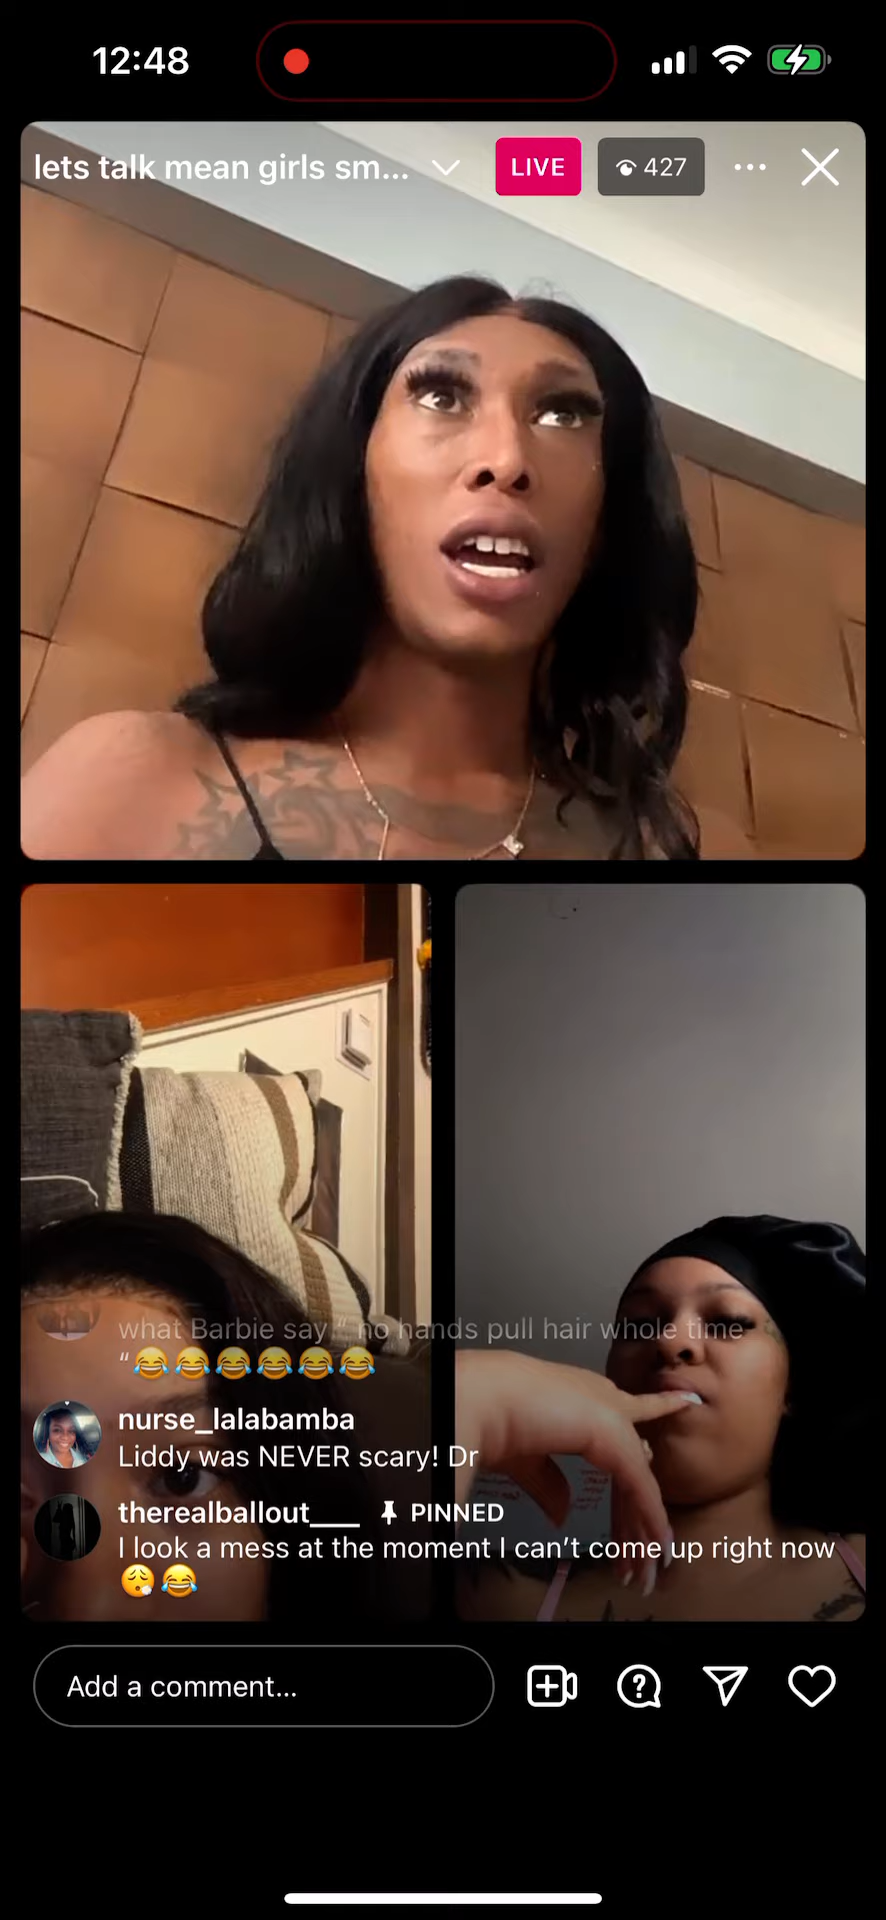 12:48
lets talk mean girls sm...
LIVE
427
what Barbie say “ no hands pull hair whole time
“😂😂😂😂😂😂
nurse_lalabamba
Liddy was NEVER scary! Dr
therealballout___ PINNED
I look a mess at the moment I can’t come up right now
😮‍💨😂
Add a comment...